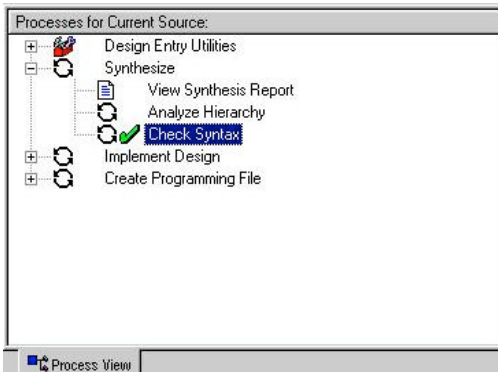 Processes for Current Source:
Design Entry Utilities
Synthesize
View Synthesis Report
Analyze Hierarchy
Check Syntax
Implement Design
Create Programming File
Process View